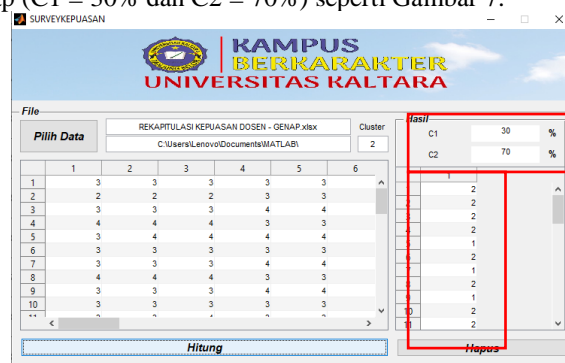 p (C1 = 30% dan C2 = 70%) seperti Gambar 7.
SURVEYKEPUASAN
KAMPUS
BERKARAKTER
UNIVERSITAS KALTARA
File
Pilih Data
REKAPITULASI KEPUASAN DOSEN - GENAP.xlsx
C:\Users\Lenovo\Documents\MATLAB\
Cluster
2
1 2 3 4 5 6
1 3 3 3 3 3
2 2 2 2 3 3
3 3 3 3 4 4
4 4 4 4 3 3
5 3 4 4 4 4
6 3 3 3 3 3
7 3 3 3 4 4
8 4 4 4 3 3
9 3 3 3 4 4
10 3 3 3 3 3
Hitung
Hasil
C1 30 %
C2 70 %
1
2
2 2
2
2
1
2
1
2
1
10 2
11 2
Hapus